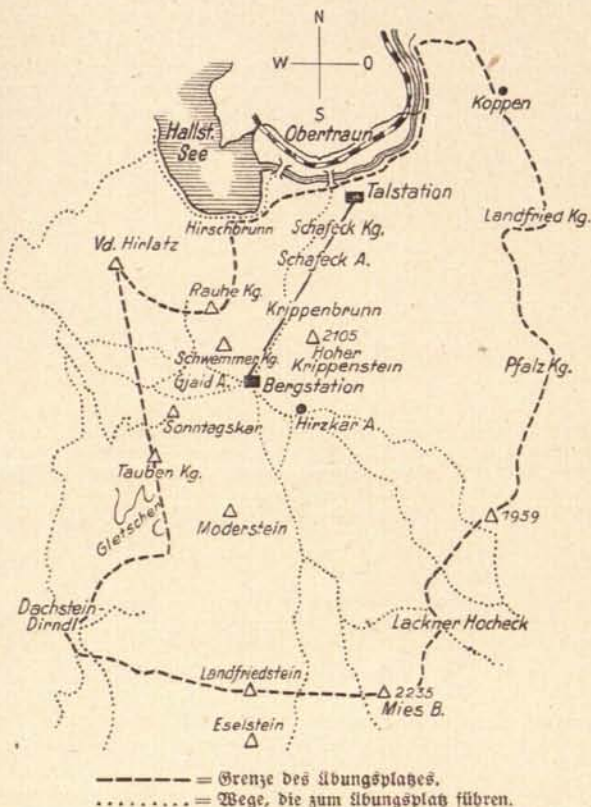 N
W
O
S
Koppen
Hallst.
See
Obertraun
Talstation
Landfried Kg.
Hirschbrunn
Schafeck Kg.
Vd. Hirlatz
Schafeck A.
Rauhe Kg.
Krippenbrunn
2105
Hoher
Krippenstein
Schwemmer Kg.
Pfalz Kg.
Gjaid A.
Bergstation
Sonntagskar
Hirzkar A.
Tauben Kg.
1959
Gletscher
Moderstein
Dachstein-
Dirndl
Lackner Hocheck
Landfriedstein
2235
Mies B.
Eselstein
= Grenze des Übungsplatzes.
= Wege, die zum Übungsplatz führen.